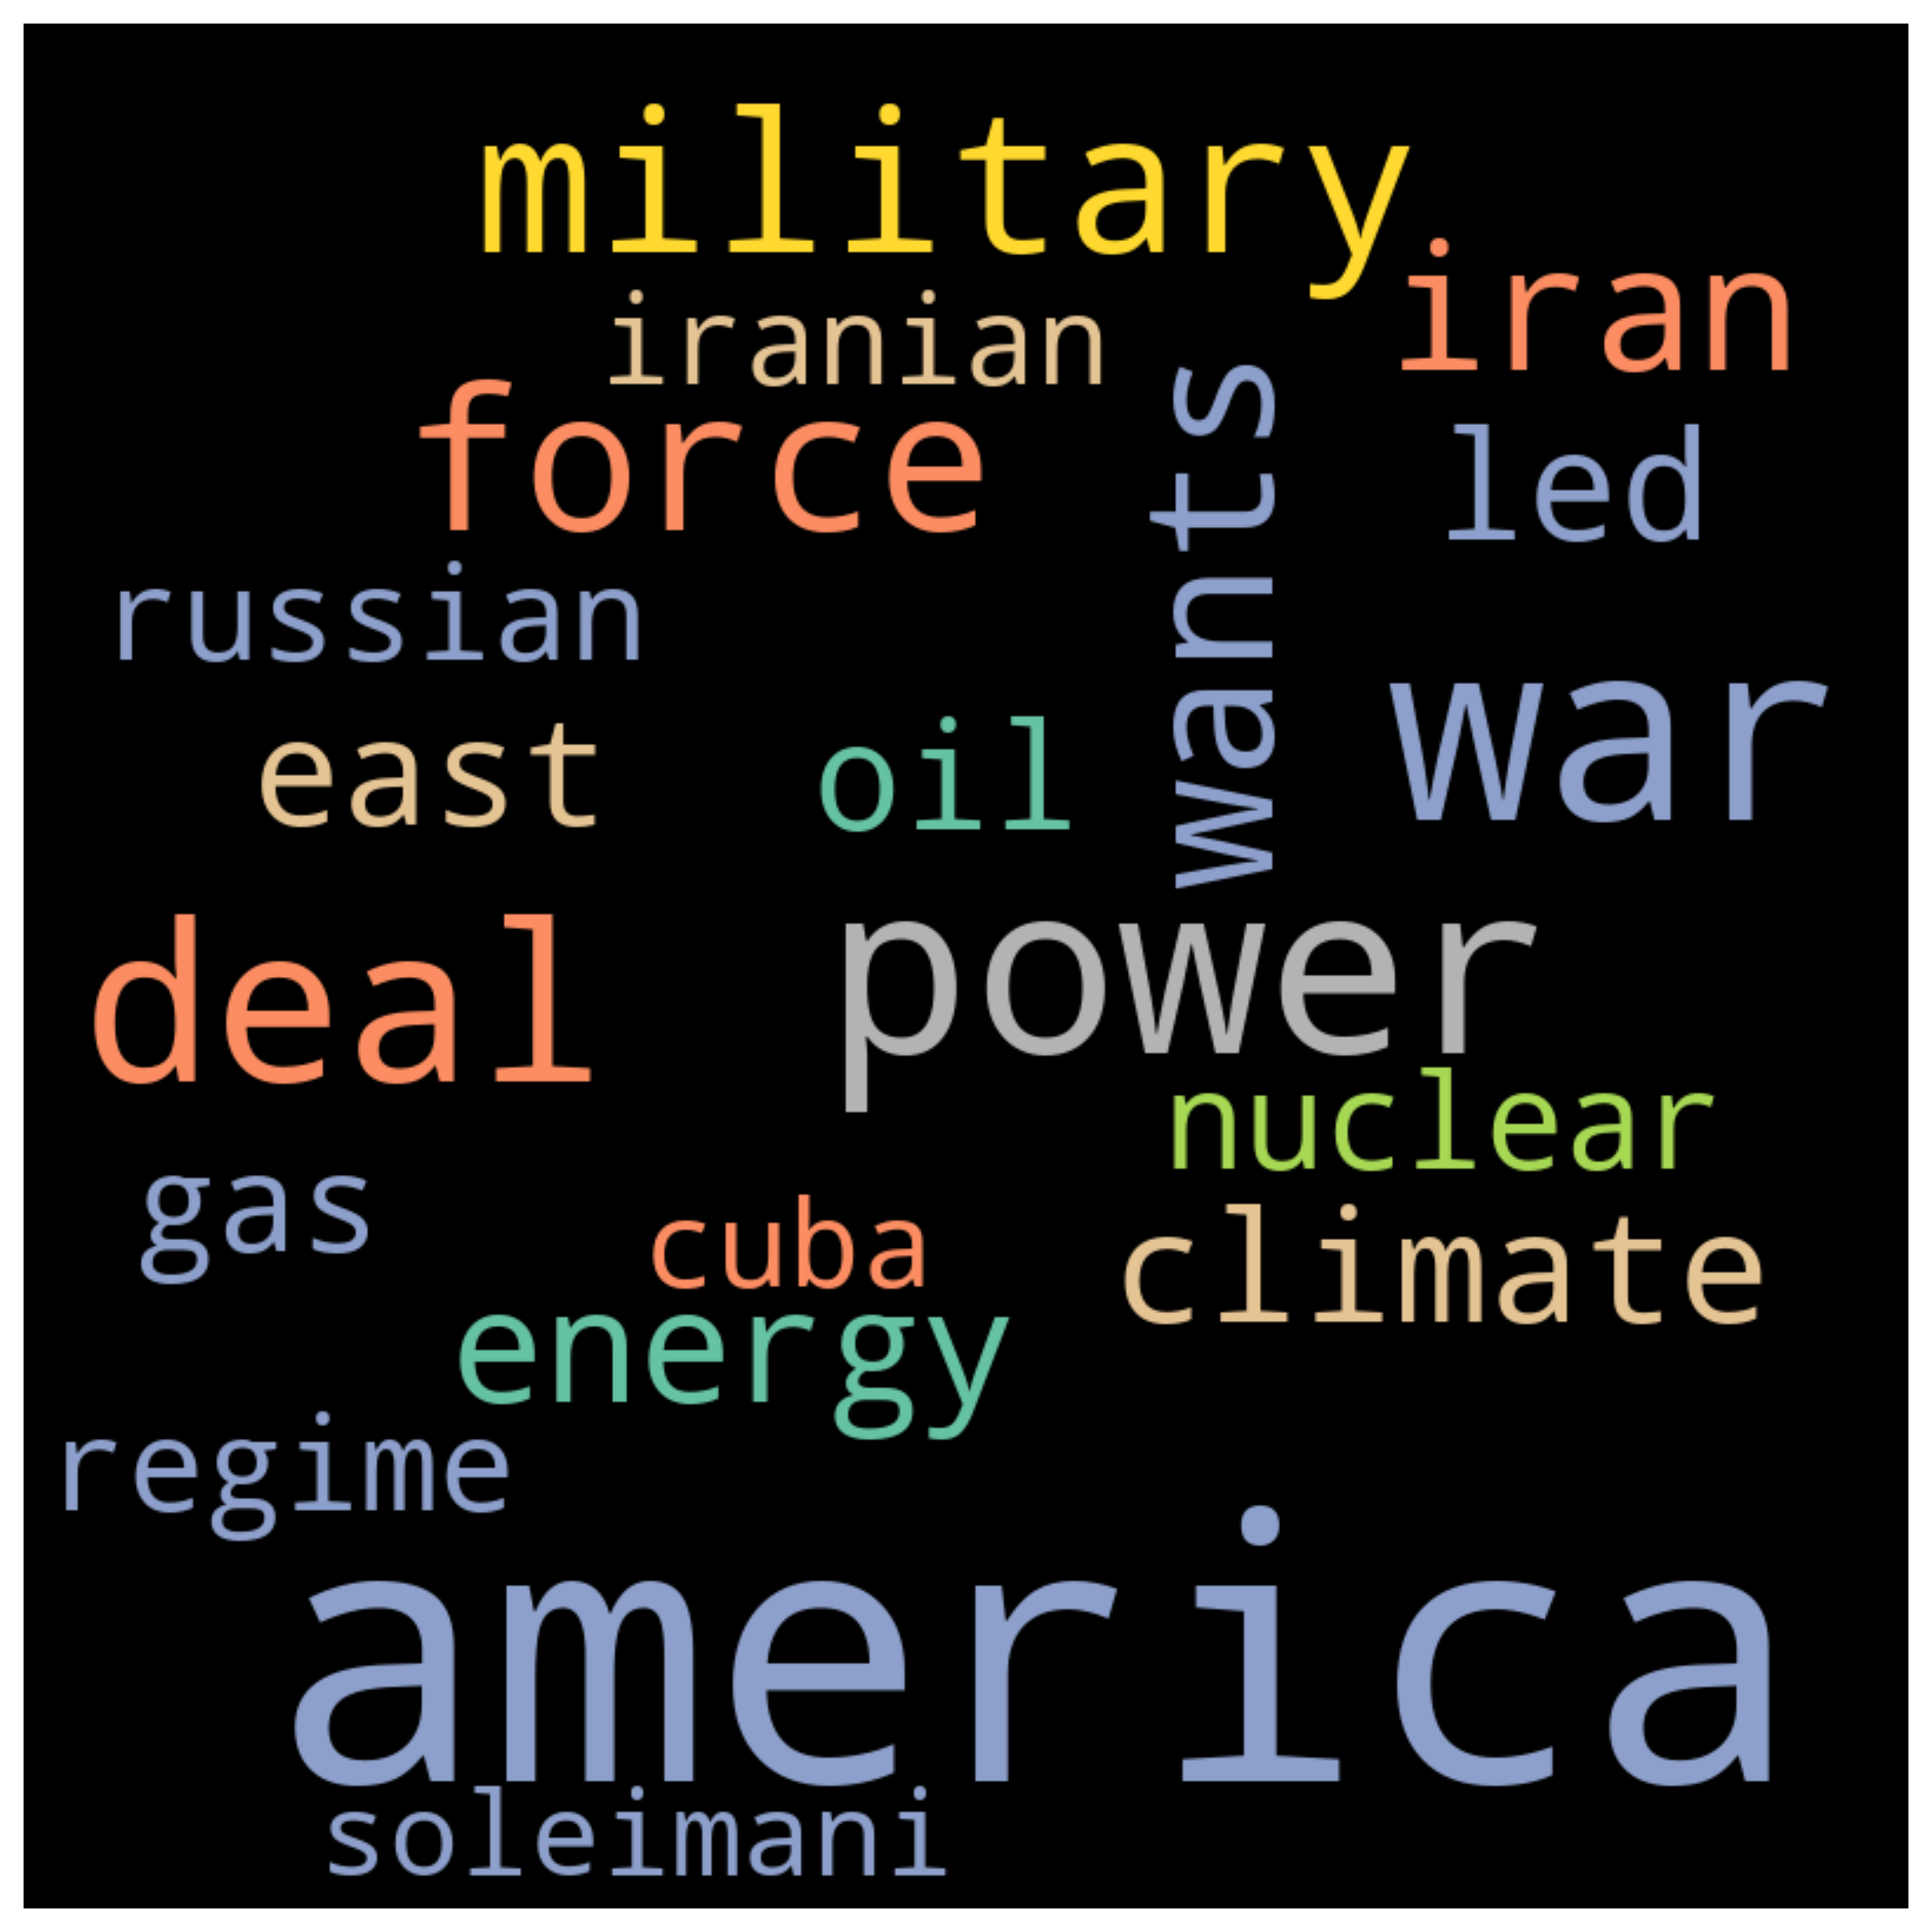 military
iran
iranian
force
wants
led
russian
war
east
oil
deal
power
nuclear
gas
cuba
climate
energy
regime
america
soleimani